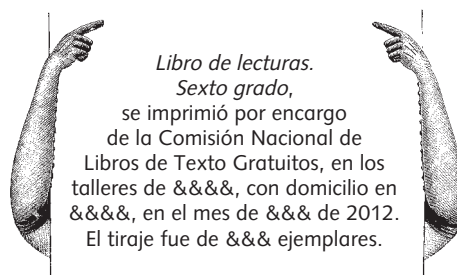 Libro de lecturas.
Sexto grado,
se imprimió por encargo
de la Comisión Nacional de
Libros de Texto Gratuitos, en los
talleres de &&&&, con domicilio en
&&&&, en el mes de &&& de 2012.
El tiraje fue de &&& ejemplares.